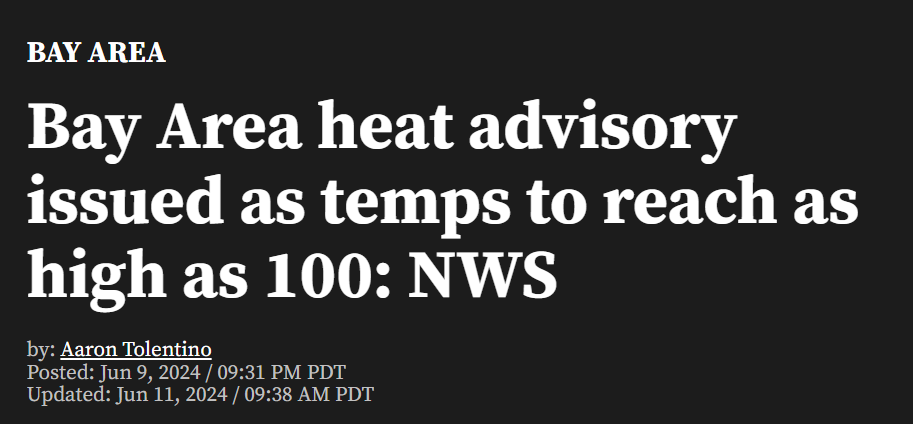 BAY AREA
Bay Area heat advisory
issued as temps to reach as
high as 100: NWS
by: Aaron Tolentino
Posted: Jun 9, 2024 / 09:31 PM PDT
Updated: Jun 11, 2024 / 09:38 AM PDT